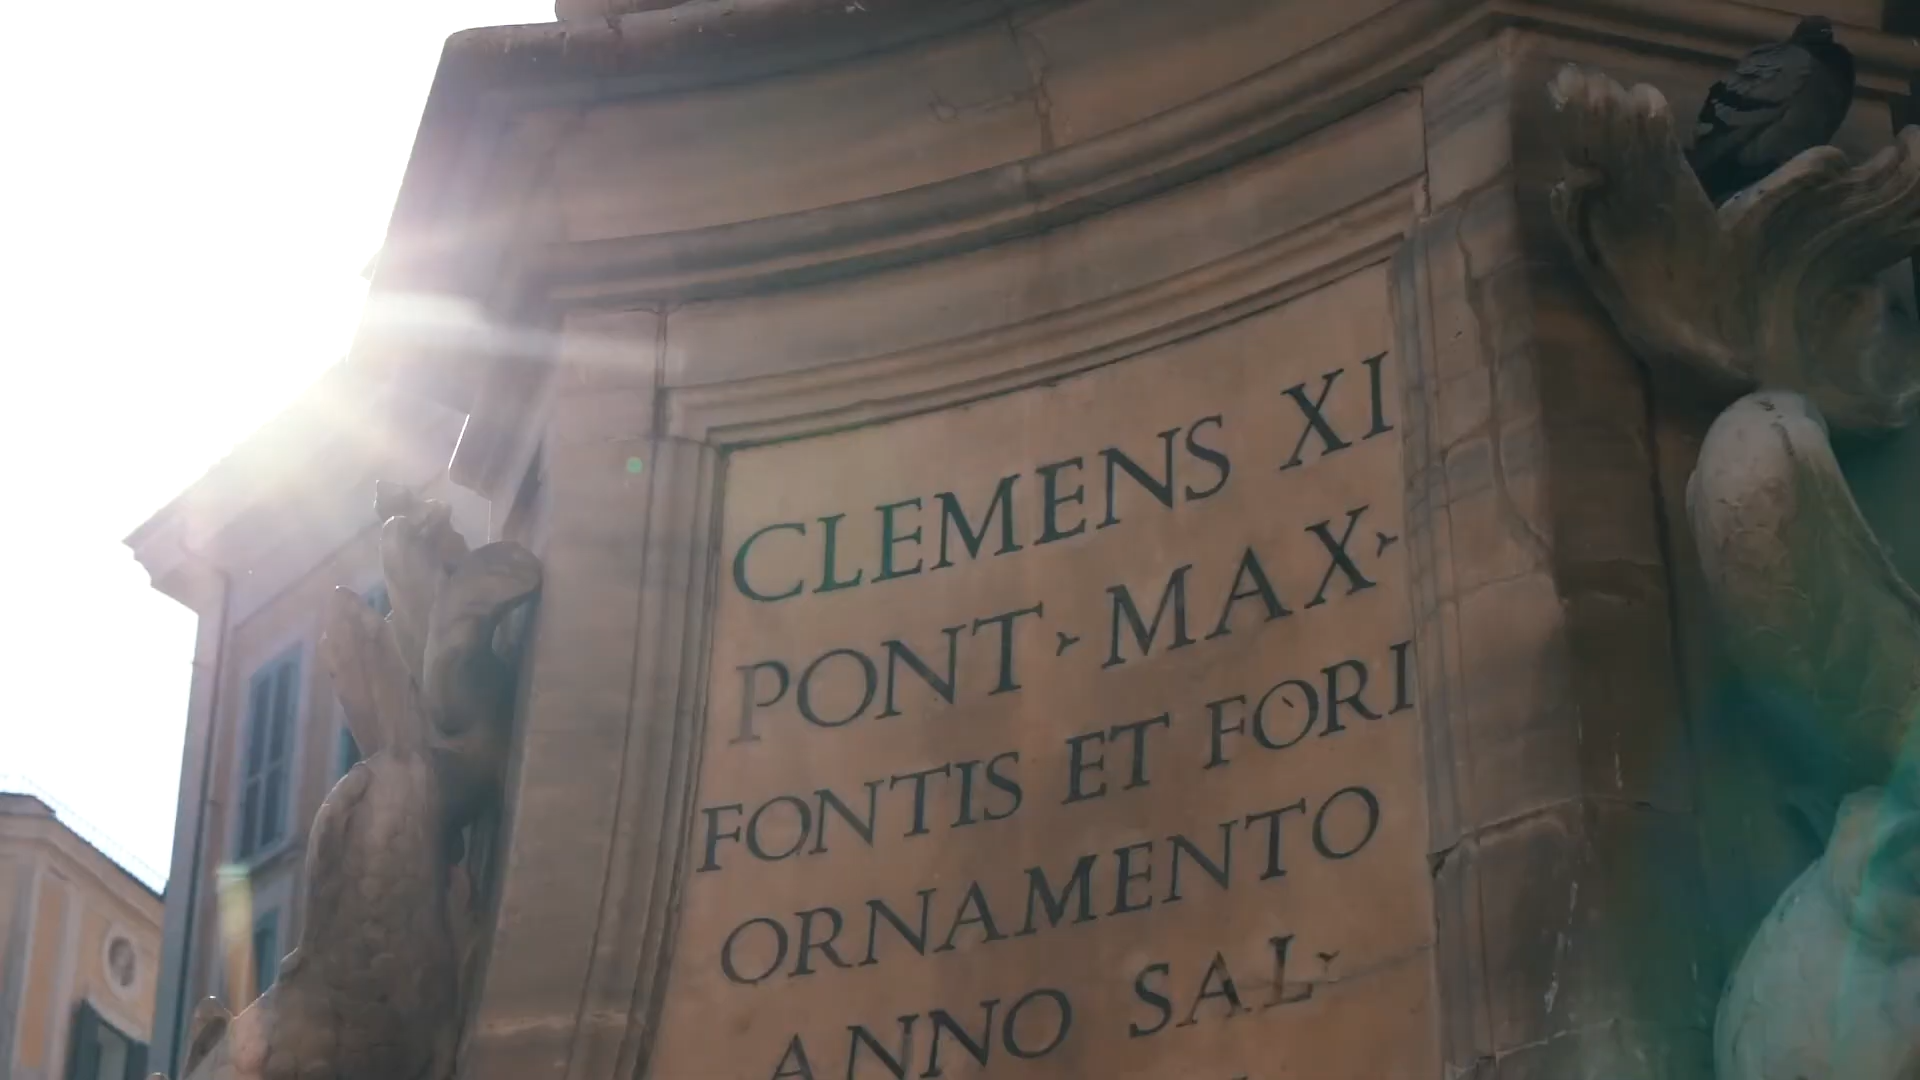 CLEMENS XI
PONT · MAX ·
FONTIS ET FORI
ORNAMENTO
ANNO SAL ·